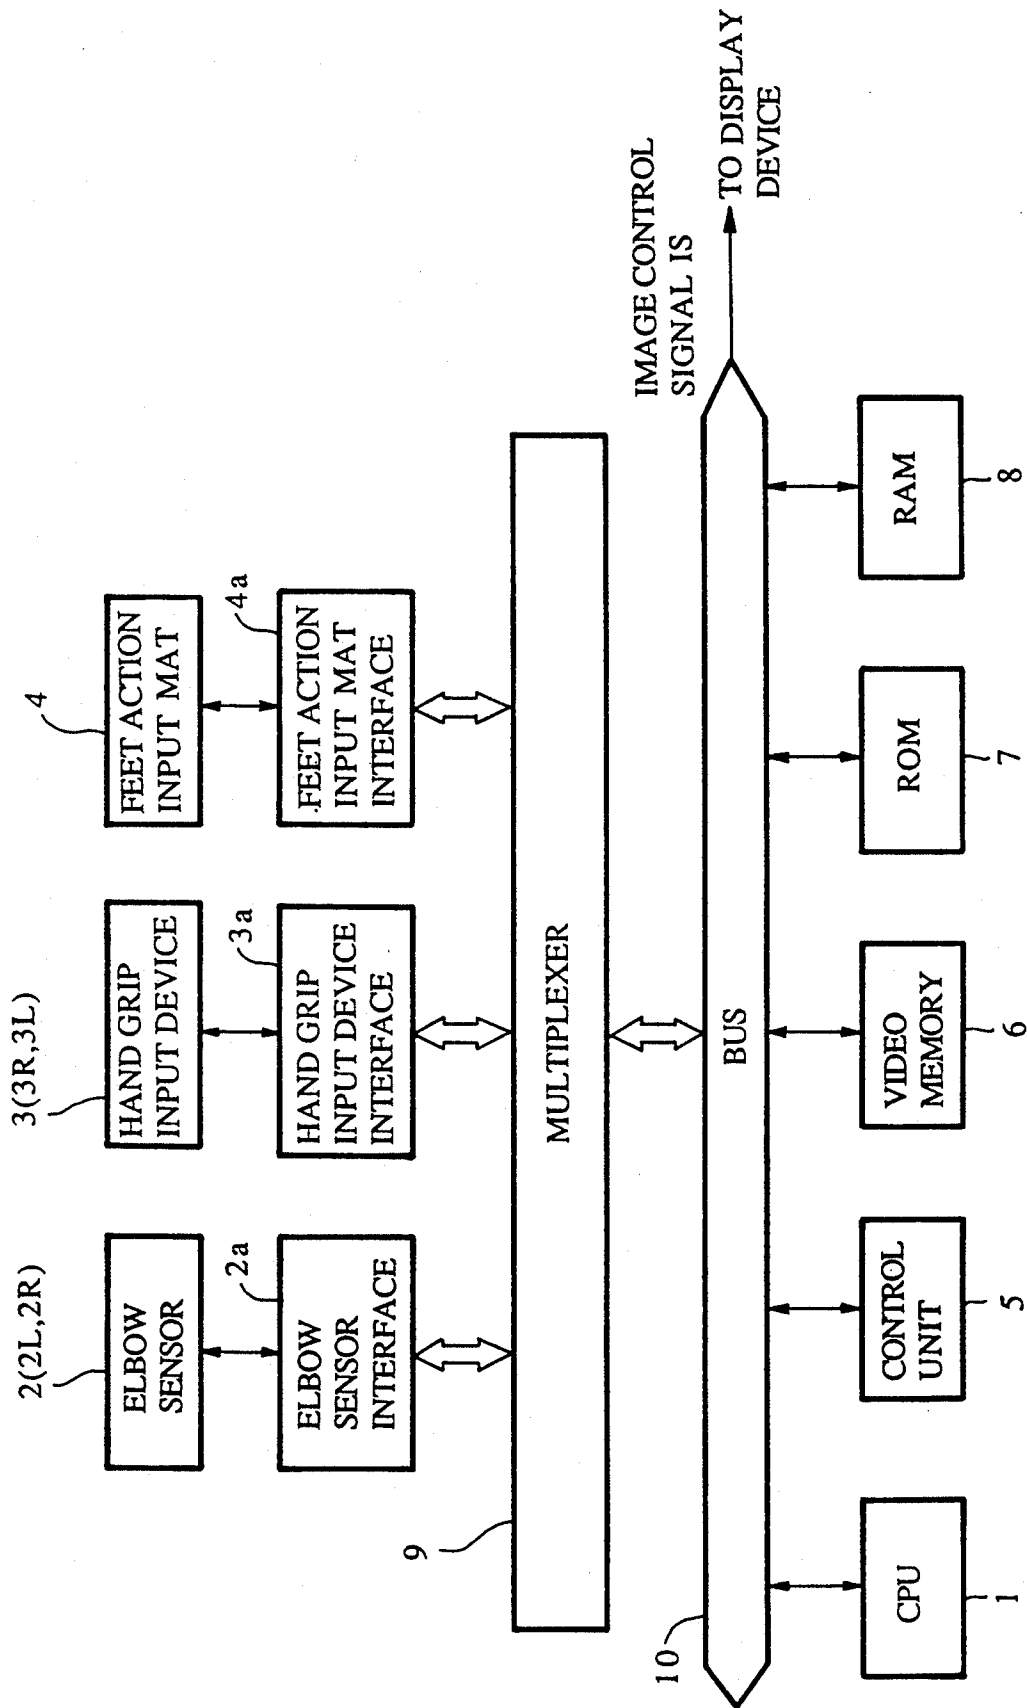 2(2L,2R)
3(3R,3L)
4
ELBOW
SENSOR
HAND GRIP
INPUT DEVICE
FEET ACTION
INPUT MAT
2a
3a
4a
ELBOW
SENSOR
INTERFACE
HAND GRIP
INPUT DEVICE
INTERFACE
FEET ACTION
INPUT MAT
INTERFACE
9
MULTIPLEXER
IMAGE CONTROL
SIGNAL IS
10
BUS
TO DISPLAY
DEVICE
CPU
CONTROL
UNIT
VIDEO
MEMORY
ROM
RAM
1
5
6
7
8